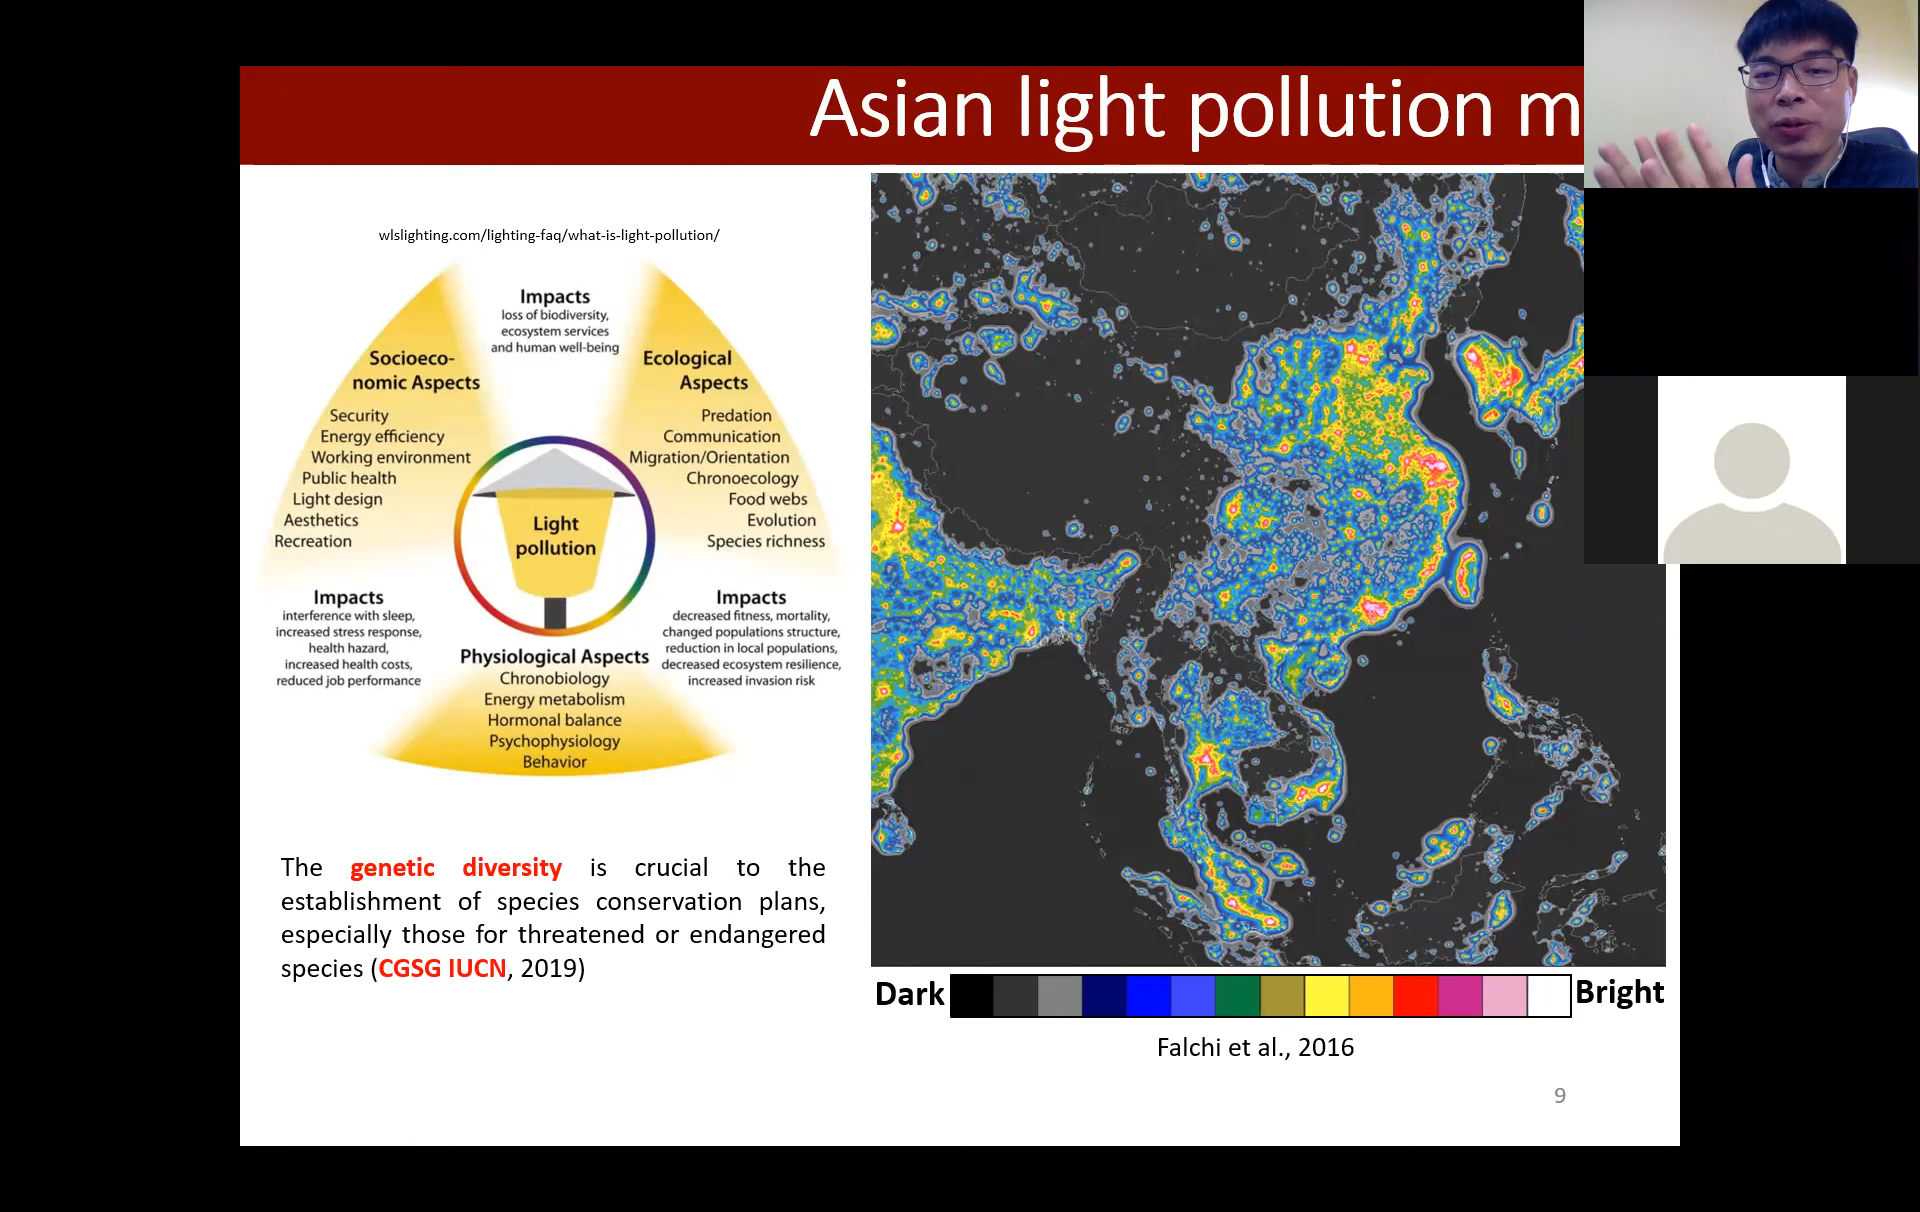 Asian light pollution m
wlslighting.com/lighting-faq/what-is-light-pollution/
Impacts
loss of biodiversity,
ecosystem services
and human well-being
Socioeco-
nomic Aspects
Security
Energy efficiency
Working environment
Public health
Light design
Aesthetics
Recreation
Ecological
Aspects
Predation
Communication
Migration/Orientation
Chronoecology
Food webs
Evolution
Species richness
Light
pollution
Impacts
interference with sleep,
increased stress response,
health hazard,
increased health costs,
reduced job performance
Impacts
decreased fitness, mortality,
changed populations structure,
reduction in local populations,
decreased ecosystem resilience,
increased invasion risk
Physiological Aspects
Chronobiology
Energy metabolism
Hormonal balance
Psychophysiology
Behavior
The genetic diversity is crucial to the
establishment of species conservation plans,
especially those for threatened or endangered
species (CGSG IUCN, 2019)
Dark
Bright
Falchi et al., 2016
9